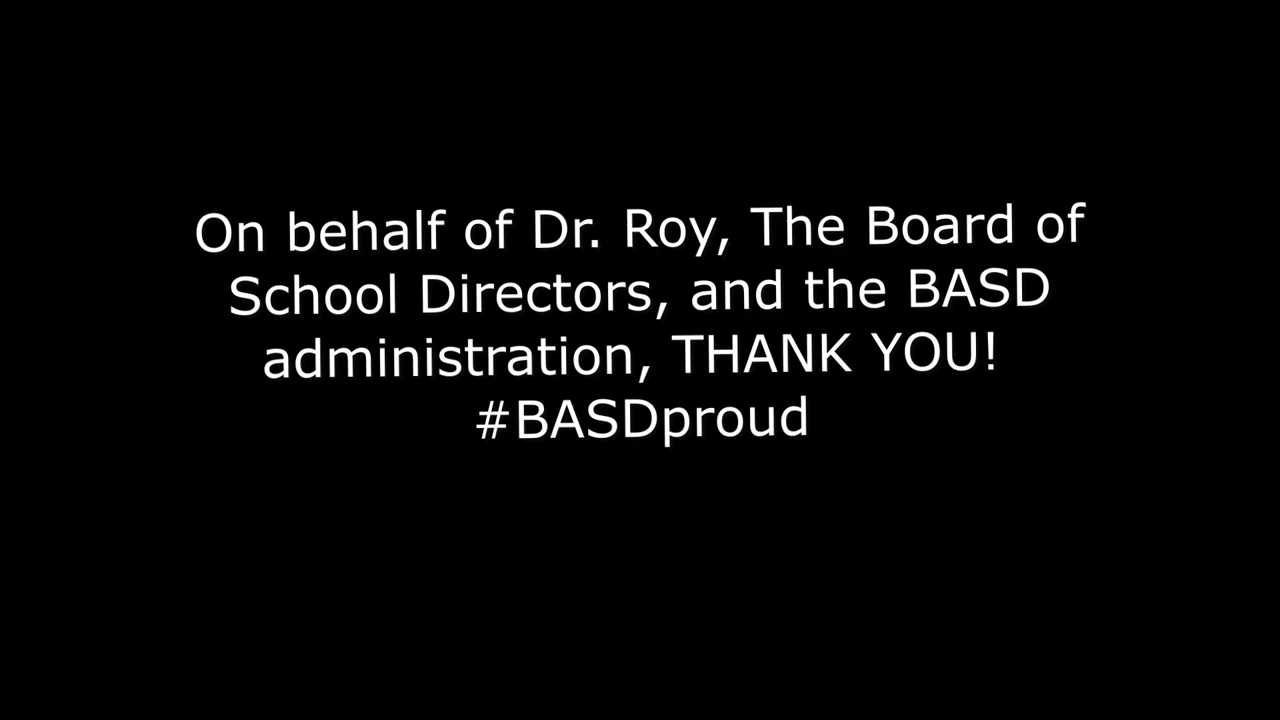 On behalf of Dr. Roy, The Board of
School Directors, and the BASD
administration, THANK YOU!
#BASDproud